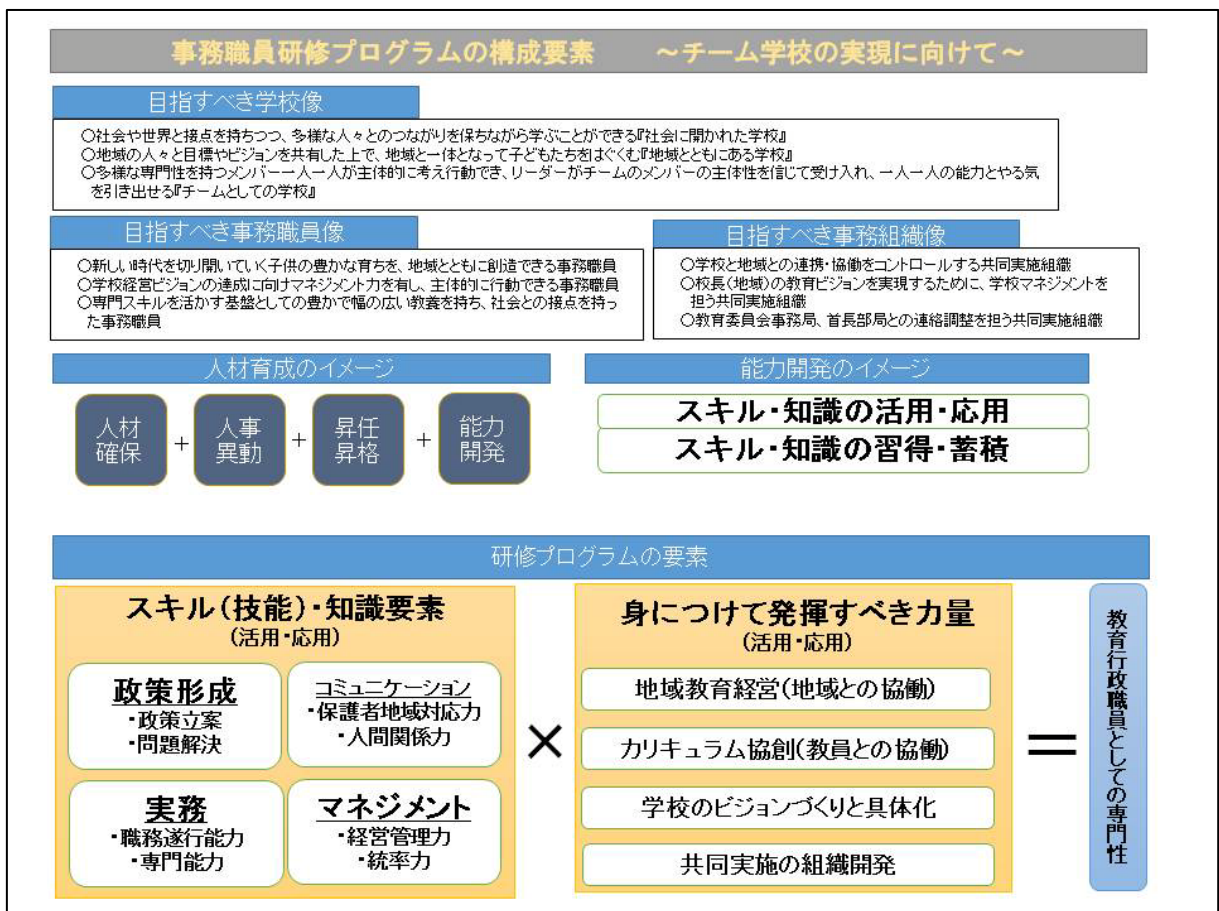 事務職員研修プログラムの構成要素　　～チーム学校の実現に向けて～
目指すべき学校像
○社会や世界と接点を持ちつつ、多様な人々とのつながりを保ちながら学ぶことができる『社会に開かれた学校』
○地域の人々と目標やビジョンを共有した上で、地域と一体となって子どもたちをはぐくむ『地域とともにある学校』
○多様な専門性を持つメンバー一人一人が主体的に考え行動でき、リーダーがチームのメンバーの主体性を信じて受け入れ、一人一人の能力とやる気
を引き出せる『チームとしての学校』
目指すべき事務職員像
○新しい時代を切り開いていく子供の豊かな育ちを、地域とともに創造できる事務職員
○学校経営ビジョンの達成に向けマネジメント力を有し、主体的に行動できる事務職員
○専門スキルを活かす基盤としての豊かで幅の広い教養を持ち、社会との接点を持っ
た事務職員
目指すべき事務組織像
○学校と地域との連携・協働をコントロールする共同実施組織
○校長(地域)の教育ビジョンを実現するために、学校マネジメントを
担う共同実施組織
○教育委員会事務局、首長部局との連絡調整を担う共同実施組織
人材育成のイメージ
人材
確保
+
人事
異動
+
昇任
昇格
+
能力
開発
能力開発のイメージ
スキル・知識の活用・応用
スキル・知識の習得・蓄積
研修プログラムの要素
スキル(技能)・知識要素
(活用・応用)
政策形成
・政策立案
・問題解決
コミュニケーション
・保護者地域対応力
・人間関係力
実務
・職務遂行能力
・専門能力
マネジメント
・経営管理力
・統率力
×
身につけて発揮すべき力量
(活用・応用)
地域教育経営(地域との協働)
カリキュラム協創(教員との協働)
学校のビジョンづくりと具体化
共同実施の組織開発
＝
教育行政職員としての専門性